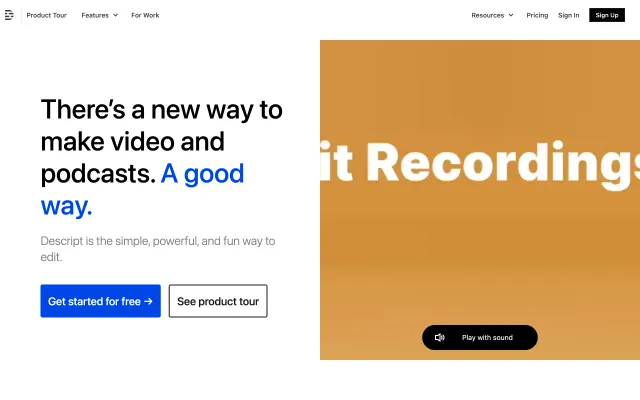 Product Tour Features For Work Resources Pricing Sign In Sign Up
There's a new way to
make video and
podcasts. A good
way.
Descript is the simple, powerful, and fun way to
edit.
Get started for free → See product tour
it Recordings
Play with sound